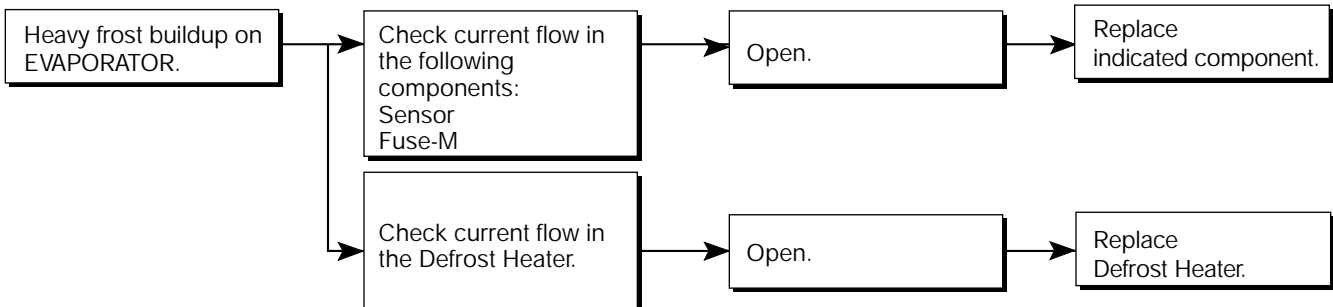 Heavy frost buildup on
EVAPORATOR.
Check current flow in
the following
components:
Sensor
Fuse-M
Open.
Replace
indicated component.
Check current flow in
the Defrost Heater.
Open.
Replace
Defrost Heater.